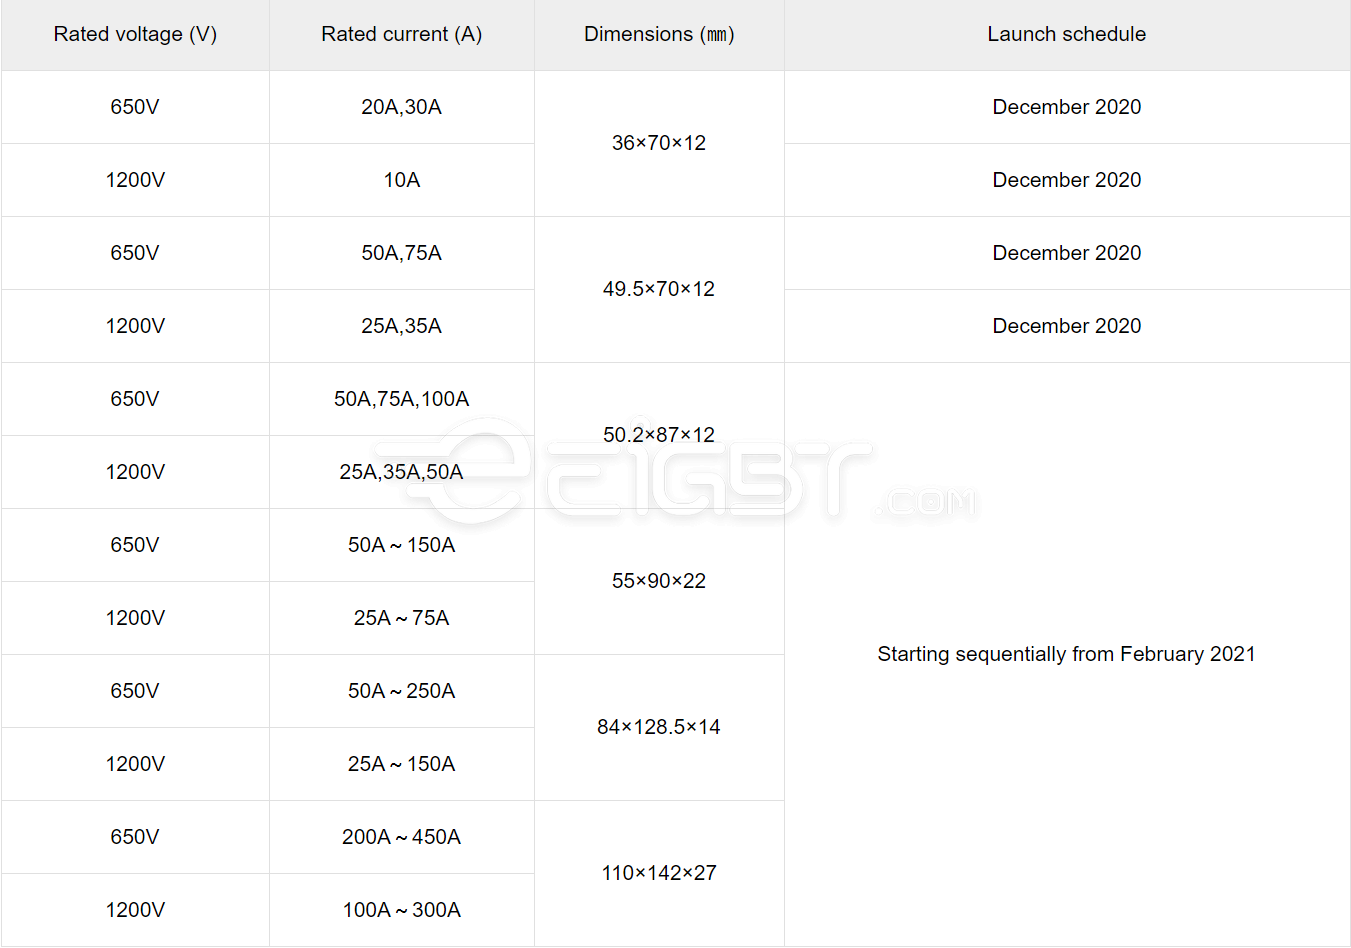 Rated voltage (V) Rated current (A) Dimensions (㎜) Launch schedule
650V 20A,30A December 2020
36×70×12
1200V 10A December 2020
650V 50A,75A December 2020
49.5×70×12
1200V 25A,35A December 2020
650V 50A,75A,100A
50.2×87×12
1200V 25A,35A,50A
eEiGBT.COM
650V 50A~150A
55×90×22
1200V 25A~75A
Starting sequentially from February 2021
650V 50A~250A
84×128.5×14
1200V 25A~150A
650V 200A~450A
110×142×27
1200V 100A~300A